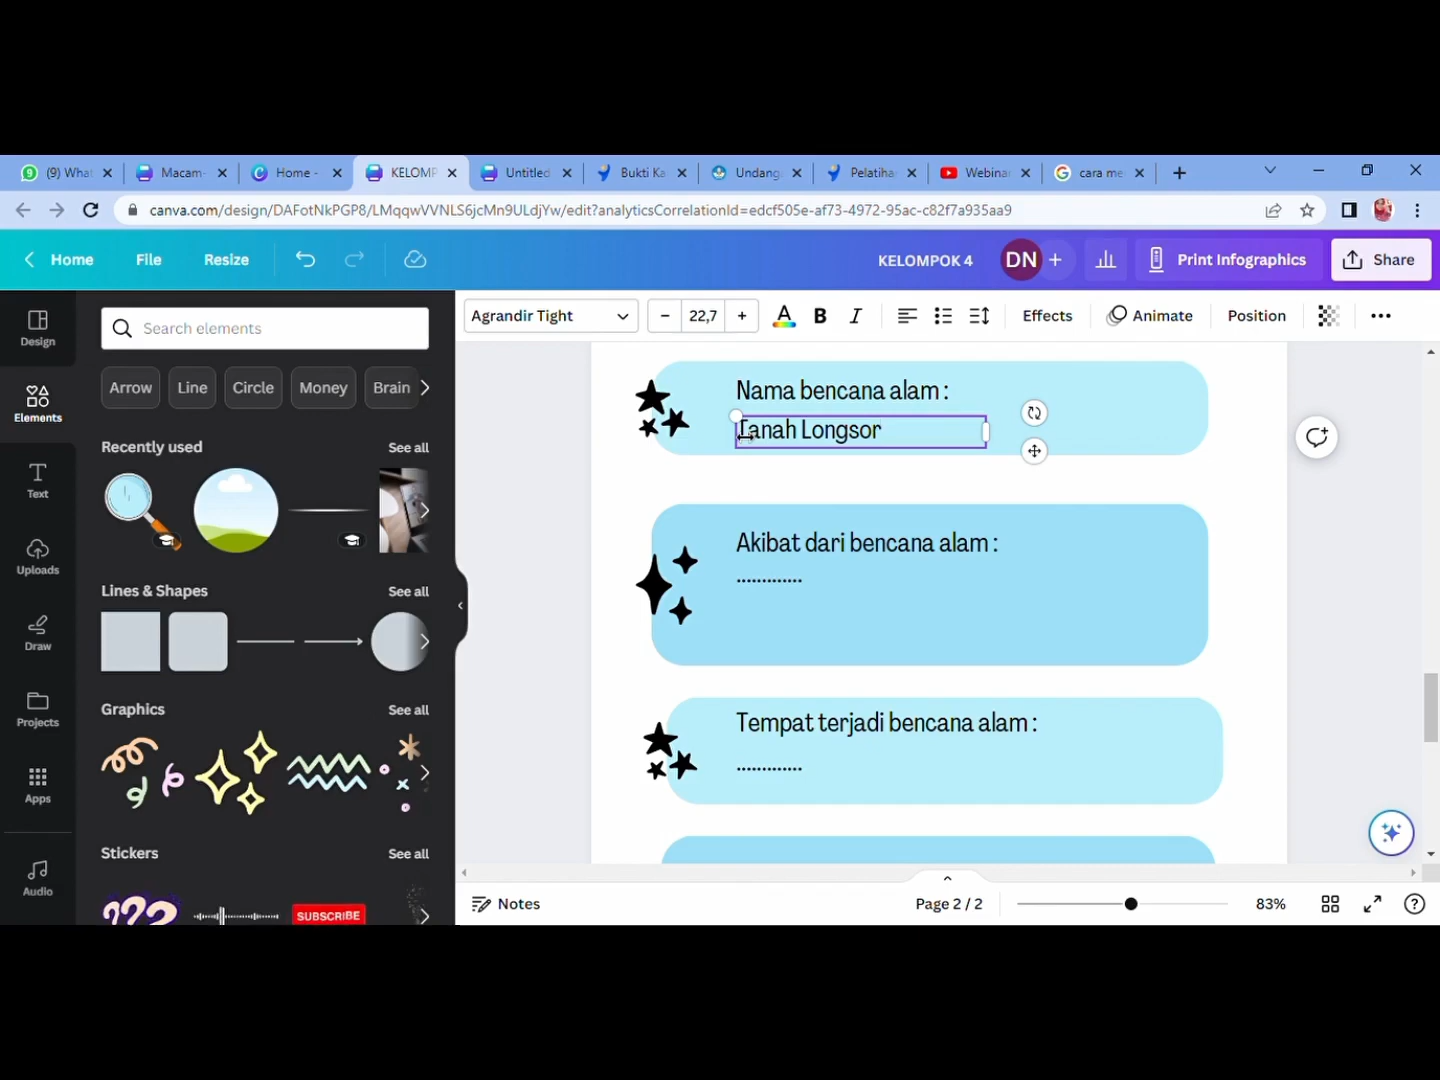 (9) What
Macam-
Home -
KELOMP
Untitled
Bukti Ka
Undang
Pelatiha
Webina
cara me
canva.com/design/DAFotNkPGP8/LMqqwVVNLS6jcMn9ULdjYw/edit?analyticsCorrelationId=edcf505e-af73-4972-95ac-c82f7a935aa9
Home
File
Resize
KELOMPOK 4
DN
Print Infographics
Share
Design
Elements
Text
Uploads
Draw
Projects
Apps
Audio
Search elements
Arrow
Line
Circle
Money
Brain
Recently used
See all
Lines & Shapes
See all
Graphics
See all
Stickers
See all
SUBSCRIBE
Agrandir Tight
– 22,7 +
A
B
I
Effects
Animate
Position
Nama bencana alam :
Tanah Longsor
Akibat dari bencana alam :
.............
Tempat terjadi bencana alam :
.............
Notes
Page 2 / 2
83%